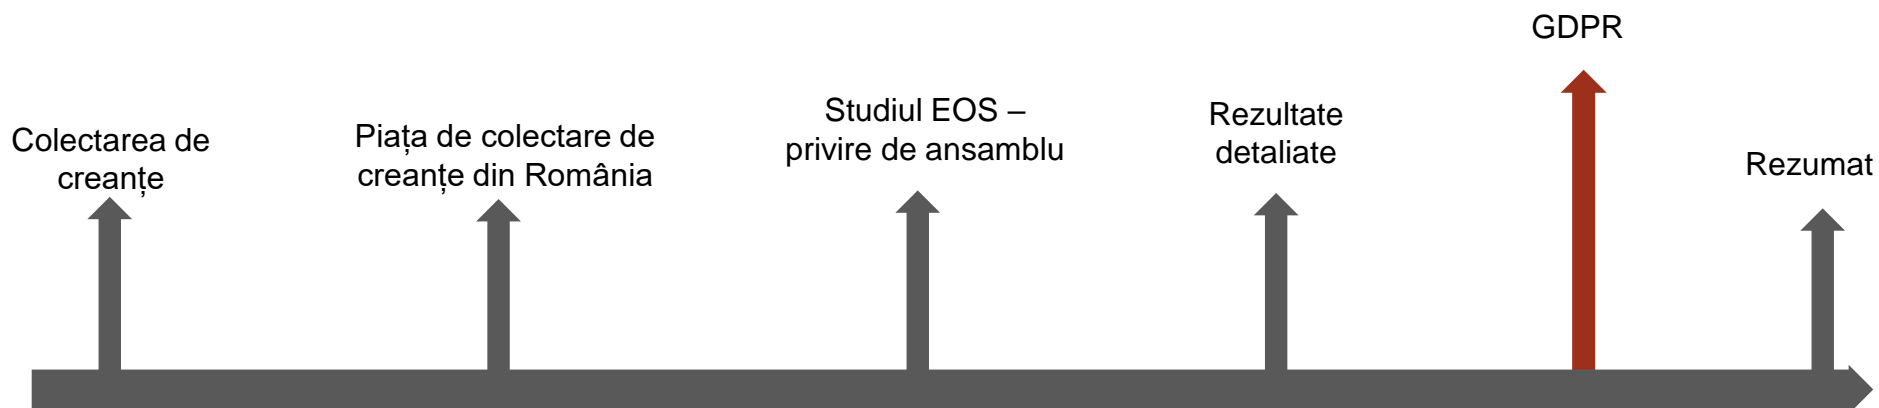 Colectarea de
creanțe
Piața de colectare de
creanțe din România
Studiul EOS –
privire de ansamblu
Rezultate
detaliate
GDPR
Rezumat